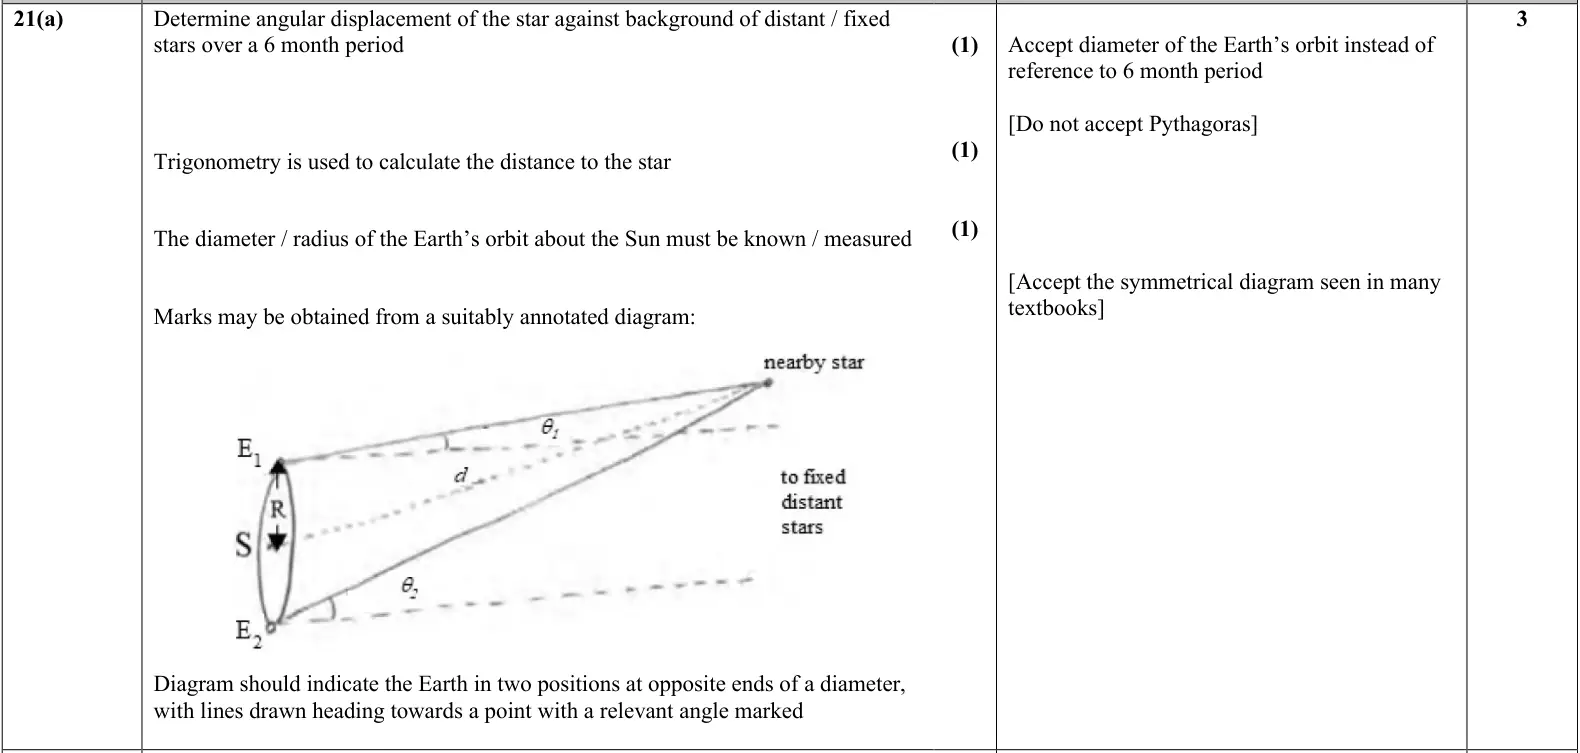 21(a)
Determine angular displacement of the star against background of distant / fixed
stars over a 6 month period
(1)
Accept diameter of the Earth’s orbit instead of
reference to 6 month period
3
[Do not accept Pythagoras]
Trigonometry is used to calculate the distance to the star
(1)
The diameter / radius of the Earth’s orbit about the Sun must be known / measured
(1)
[Accept the symmetrical diagram seen in many
textbooks]
Marks may be obtained from a suitably annotated diagram:
nearby star
θ₁
E₁
d
R
to fixed
distant
stars
S
θ₂
E₂
Diagram should indicate the Earth in two positions at opposite ends of a diameter,
with lines drawn heading towards a point with a relevant angle marked